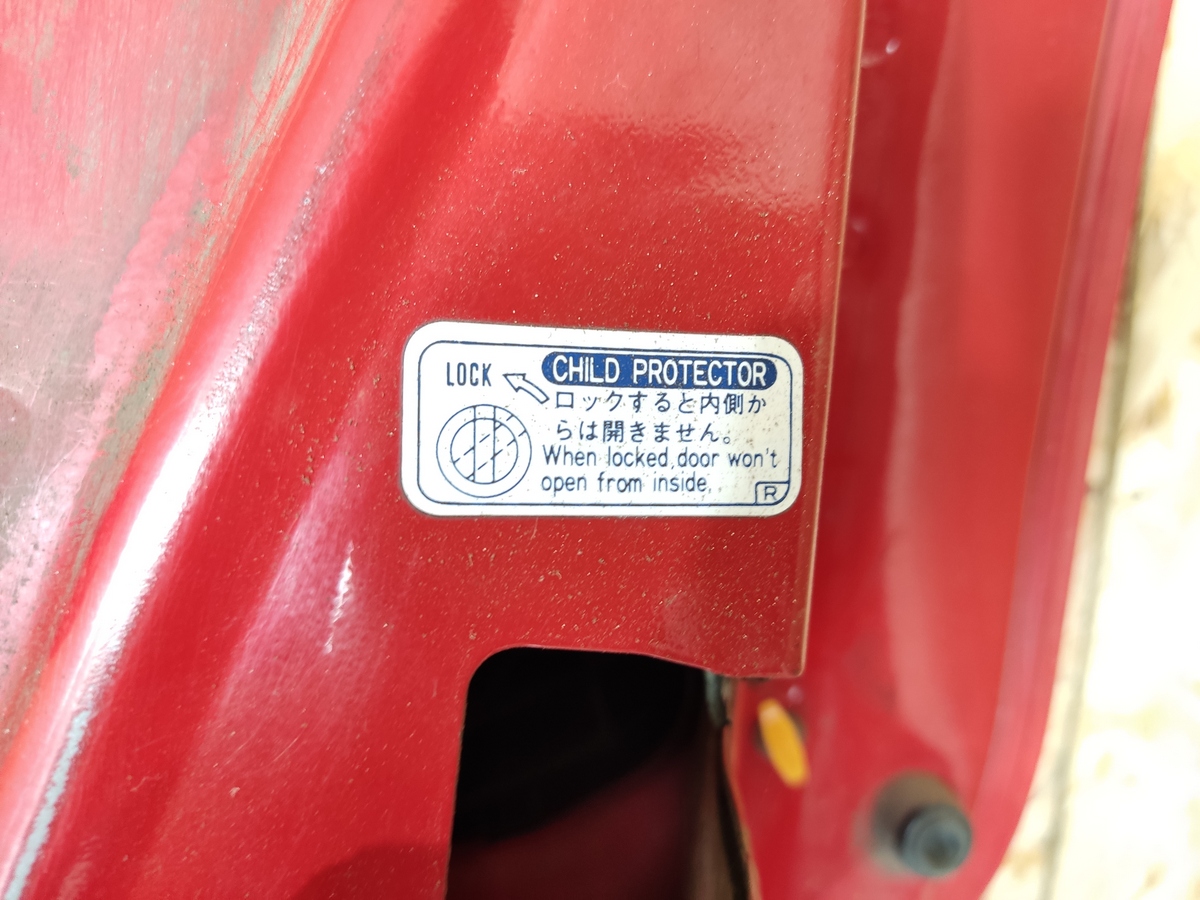 LOCK
CHILD PROTECTOR
ロックすると内側か
らは開きません。
When locked,door won't
open from inside.
R